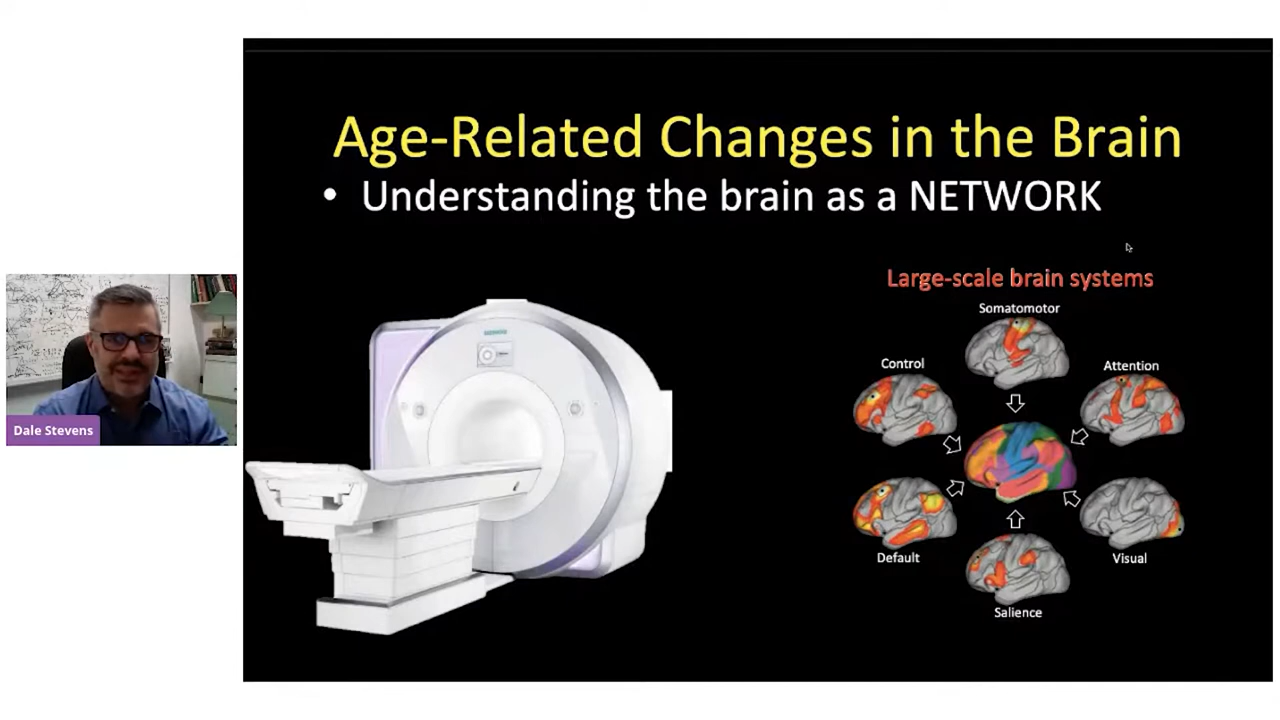 Age-Related Changes in the Brain
• Understanding the brain as a NETWORK
Large-scale brain systems
Somatomotor
Control
Attention
Default
Visual
Salience
SIEMENS
Dale Stevens